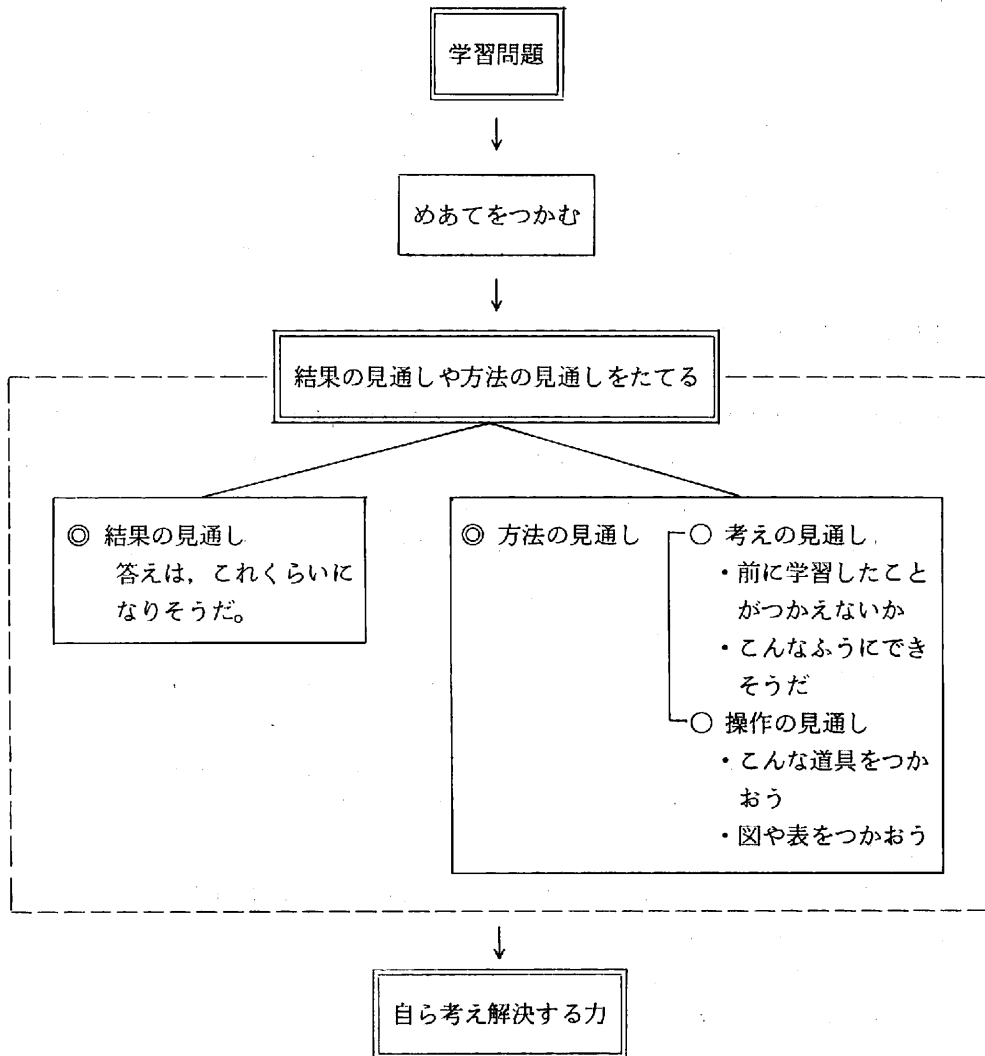 学習問題
↓
めあてをつかむ
↓
結果の見通しや方法の見通しをたてる
◎ 結果の見通し
答えは，これくらいに
なりそうだ。
◎ 方法の見通し
○ 考えの見通し
・前に学習したこと
がつかえないか
・こんなふうにでき
そうだ
○ 操作の見通し
・こんな道具をつか
おう
・図や表をつかおう
↓
自ら考え解決する力